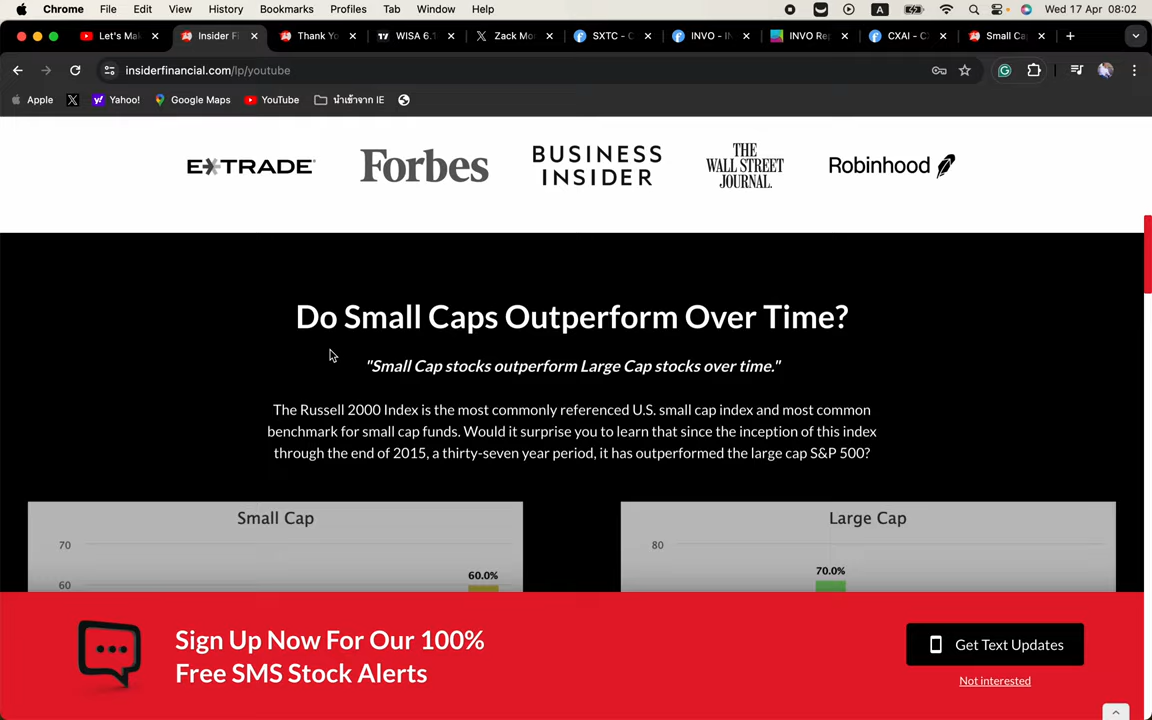 Chrome File Edit View History Bookmarks Profiles Tab Window Help A Wed 17 Apr 08:02
Let's Mal Insider Fi Thank Yo WISA 6.1 Zack Mo SXTC - C INVO - IN INVO Rep CXAI - C Small Ca
insiderfinancial.com/lp/youtube
Apple Yahoo! Google Maps YouTube นำเข้าจาก IE
E*TRADE Forbes BUSINESS INSIDER THE WALL STREET JOURNAL. Robinhood
Do Small Caps Outperform Over Time?
"Small Cap stocks outperform Large Cap stocks over time."
The Russell 2000 Index is the most commonly referenced U.S. small cap index and most common
benchmark for small cap funds. Would it surprise you to learn that since the inception of this index
through the end of 2015, a thirty-seven year period, it has outperformed the large cap S&P 500?
Small Cap Large Cap
70 80
70.0%
60 60.0%
Sign Up Now For Our 100%
Free SMS Stock Alerts
Get Text Updates
Not interested